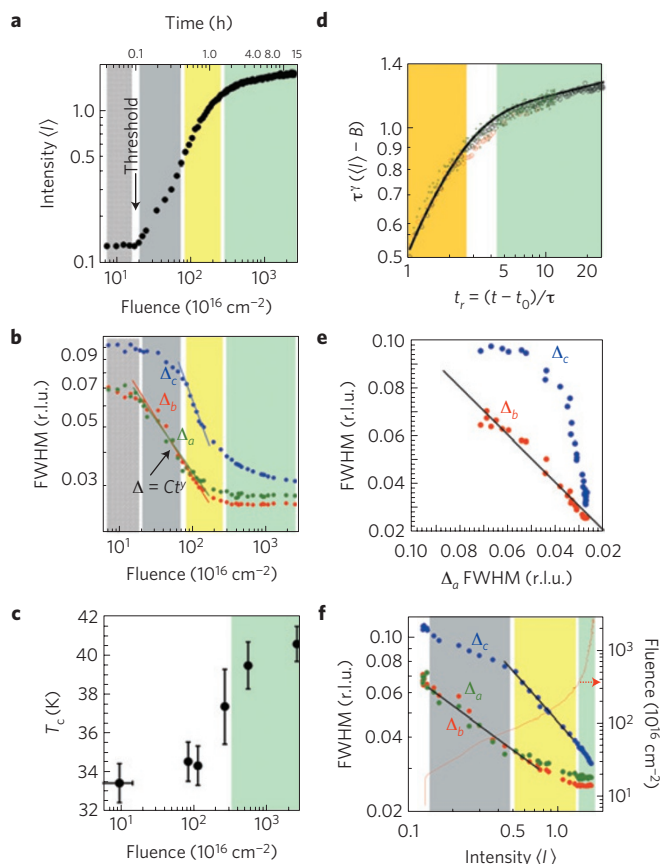 a
Time (h)
0.1 1.0 4.0 8.0 15
Intensity ⟨I⟩
1.0
0.5
0.1
Threshold
10¹ 10² 10³
Fluence (10¹⁶ cm⁻²)
b
FWHM (r.l.u.)
0.09
0.07
0.05
0.03
Δc
Δb
Δa
Δ = Ctʸ
10¹ 10² 10³
Fluence (10¹⁶ cm⁻²)
c
Tc (K)
42
40
38
36
34
32
10¹ 10² 10³
Fluence (10¹⁶ cm⁻²)
d
τᵞ (⟨I⟩ − B)
1.4
1.0
0.9
0.8
0.7
0.6
0.5
1 5 10 20
tr = (t − t0)/τ
e
FWHM (r.l.u.)
0.10
0.08
0.06
0.04
0.02
Δc
Δb
0.10 0.08 0.06 0.04 0.02
Δa FWHM (r.l.u.)
f
FWHM (r.l.u.)
0.10
0.08
0.06
0.04
0.02
Δc
Δa
Δb
10³
10²
10¹
Fluence (10¹⁶ cm⁻²)
0.1 0.5 1.0
Intensity ⟨I⟩